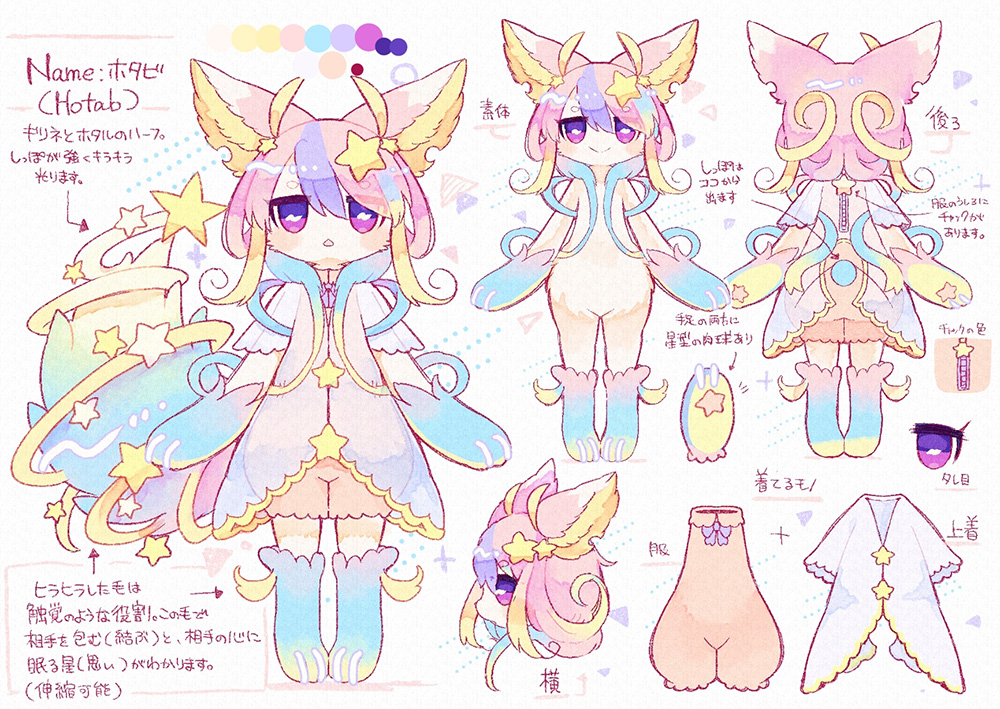 Name:ホタビ
(Hotab)
キツネとホタルのハーフ。
しっぽが強くキラキラ
光ります。
ヒラヒラした毛は
触覚のような役割!。この毛で
相手を包む(結ぶ)と、相手の心に
眠る星(思い)がわかります。
(伸縮可能)
素体
しっぽは
ココから
出ます
後ろ
服のうしろに
チャックが
あります。
手足の両方に
星型の肉球あり
チャックの色
タレ目
横
着てるモノ
服
+
上着